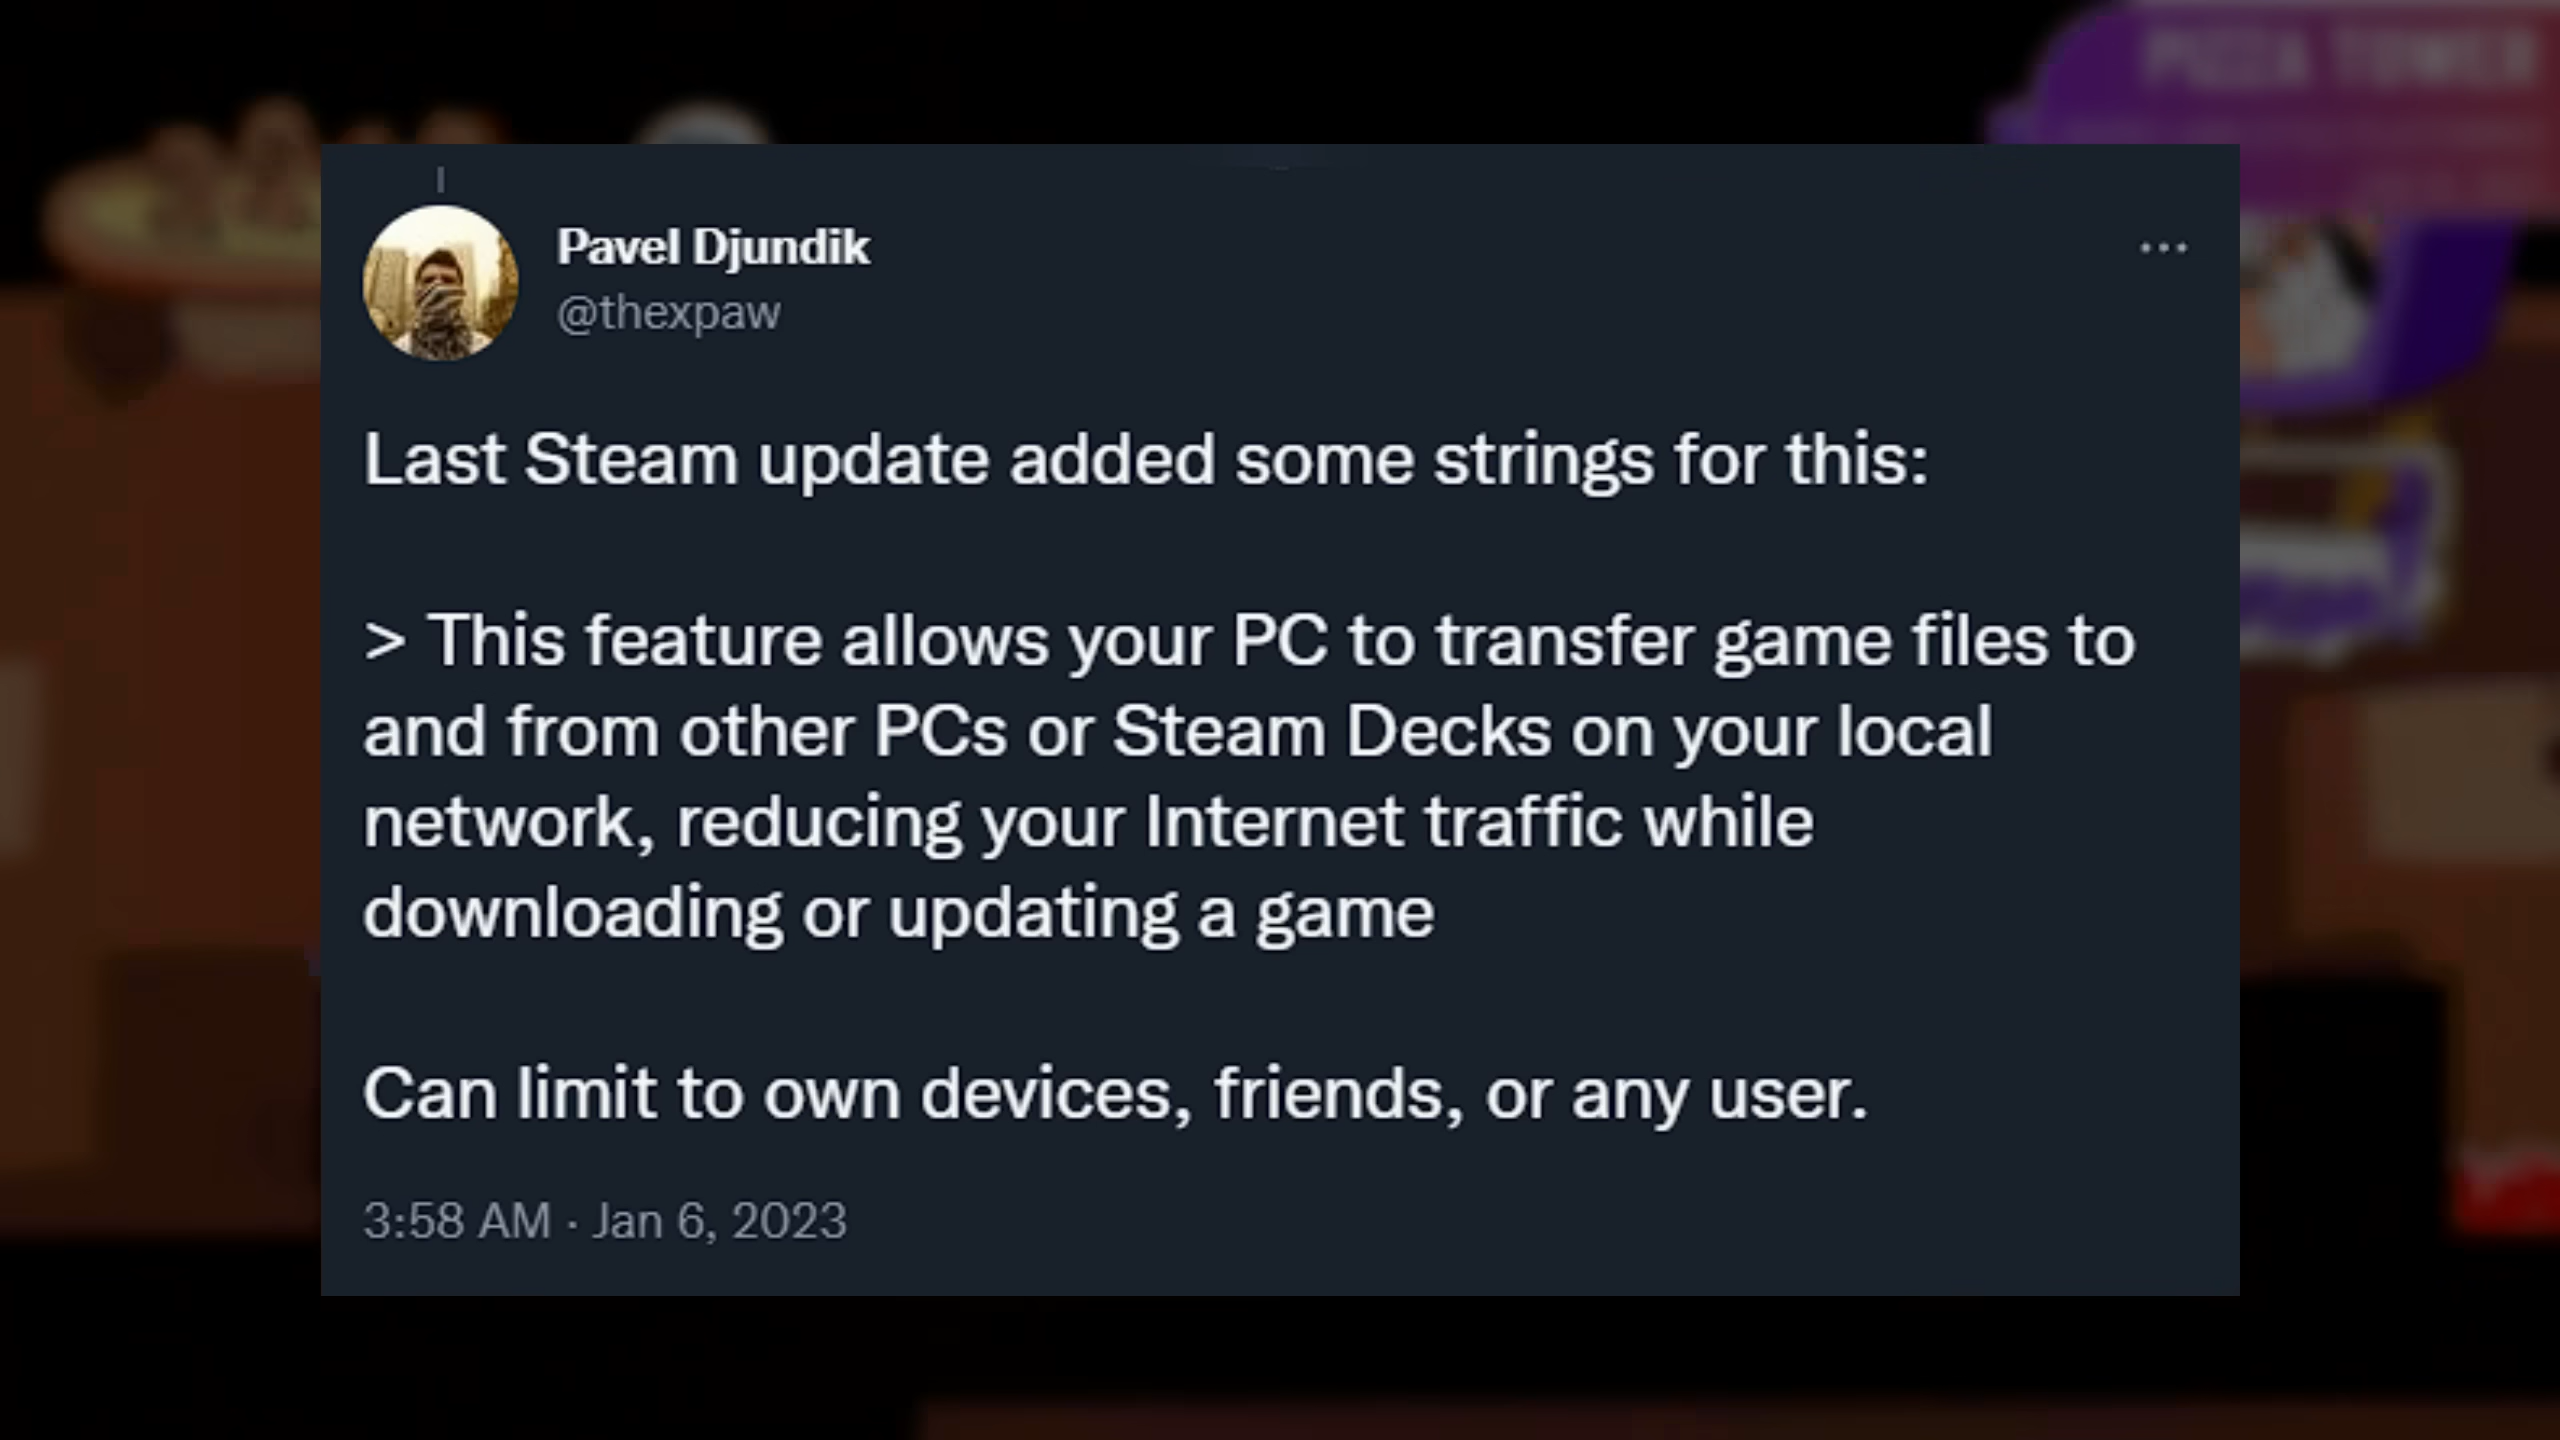 PIZZA TOWER
Pavel Djundik
@thexpaw
Last Steam update added some strings for this:
> This feature allows your PC to transfer game files to
and from other PCs or Steam Decks on your local
network, reducing your Internet traffic while
downloading or updating a game
Can limit to own devices, friends, or any user.
3:58 AM · Jan 6, 2023